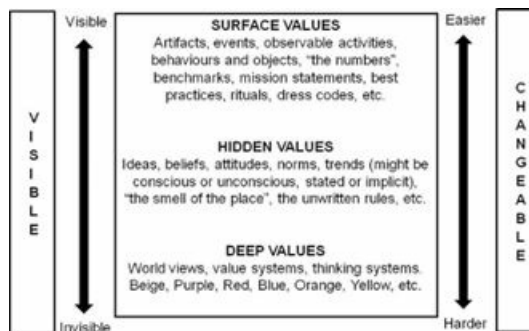 VISIBLE
Visible
Invisible
SURFACE VALUES
Artifacts, events, observable activities,
behaviours and objects, “the numbers”,
benchmarks, mission statements, best
practices, rituals, dress codes, etc.
HIDDEN VALUES
Ideas, beliefs, attitudes, norms, trends (might be
conscious or unconscious, stated or implicit),
“the smell of the place”, the unwritten rules, etc.
DEEP VALUES
World views, value systems, thinking systems.
Beige, Purple, Red, Blue, Orange, Yellow, etc.
Easier
Harder
CHANGEABLE